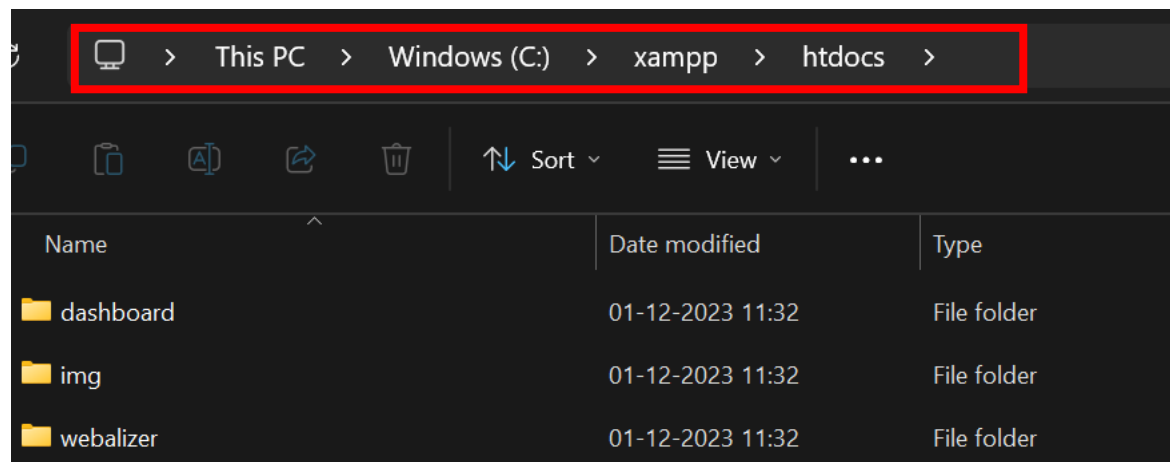 This PC > Windows (C:) > xampp > htdocs >
Sort View
Name Date modified Type
dashboard 01-12-2023 11:32 File folder
img 01-12-2023 11:32 File folder
webalizer 01-12-2023 11:32 File folder